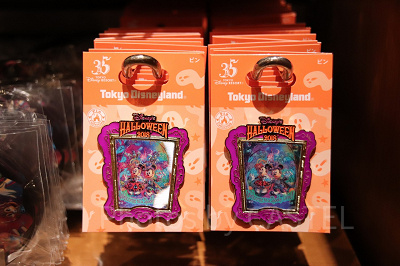 35
ピン
Tokyo Disneyland
Disney's
HALLOWEEN
2018
35
ピン
Tokyo Disneyland
Disney's
HALLOWEEN
2018